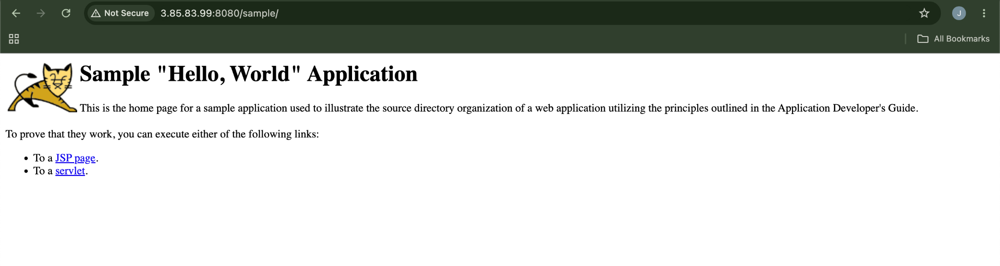 Not Secure 3.85.83.99:8080/sample/ J
All Bookmarks
Sample "Hello, World" Application
This is the home page for a sample application used to illustrate the source directory organization of a web application utilizing the principles outlined in the Application Developer's Guide.
To prove that they work, you can execute either of the following links:
• To a JSP page.
• To a servlet.